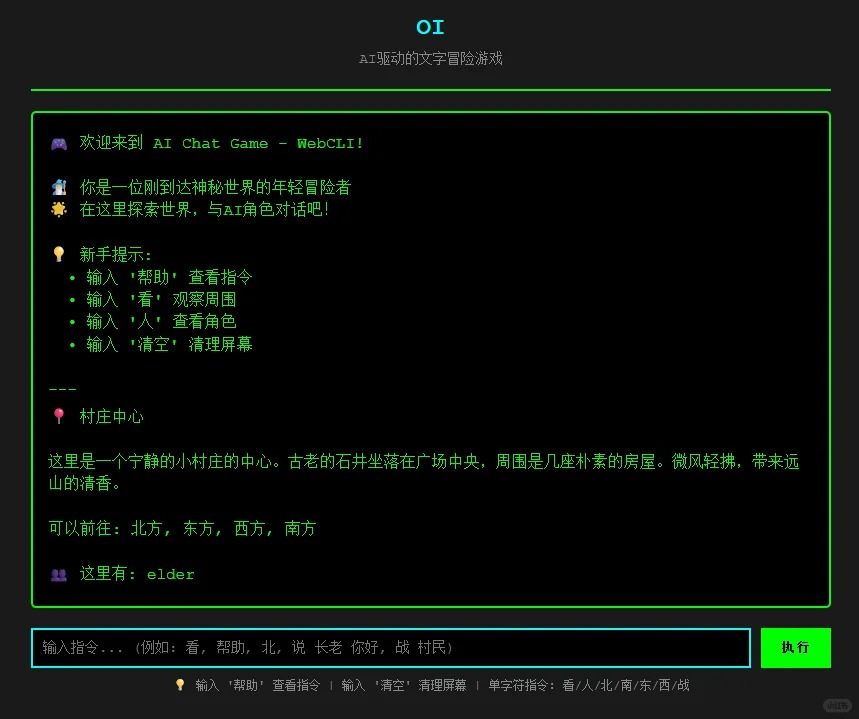 OI
AI驱动的文字冒险游戏
🎮 欢迎来到 AI Chat Game - WebCLI!
🧙‍♂️ 你是一位刚到达神秘世界的年轻冒险者
🌟 在这里探索世界，与AI角色对话吧!
💡 新手提示:
• 输入 '帮助' 查看指令
• 输入 '看' 观察周围
• 输入 '人' 查看角色
• 输入 '清空' 清理屏幕
---
📍 村庄中心
这里是一个宁静的小村庄的中心。古老的石井坐落在广场中央，周围是几座朴素的房屋。微风轻拂，带来远
山的清香。
可以前往: 北方, 东方, 西方, 南方
👥 这里有: elder
输入指令... (例如: 看, 帮助, 北, 说 长老 你好, 战 村民)
执行
💡 输入 '帮助' 查看指令 | 输入 '清空' 清理屏幕 | 单字符指令: 看/人/北/南/东/西/战
小红书